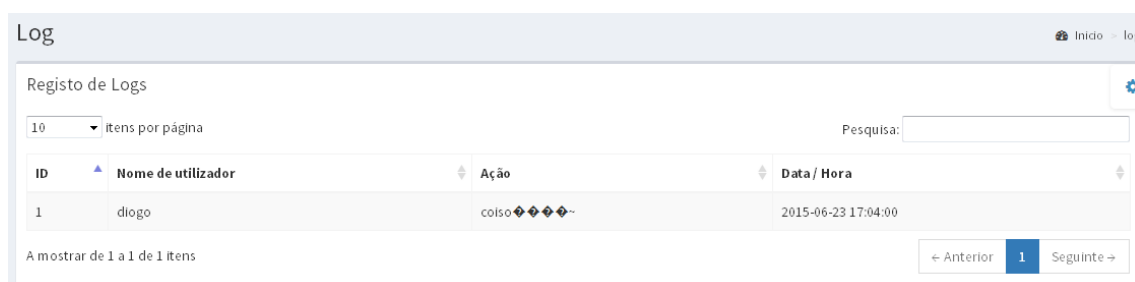 Log
Início > lo
Registo de Logs
10 itens por página
Pesquisa:
ID Nome de utilizador Ação Data / Hora
1 diogo coiso����~ 2015-06-23 17:04:00
A mostrar de 1 a 1 de 1 itens
← Anterior 1 Seguinte →